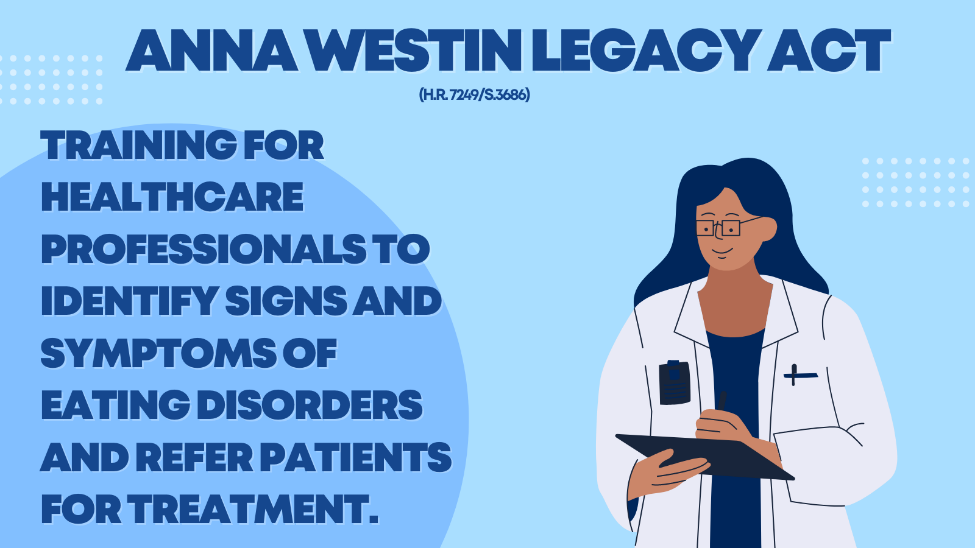 ANNA WESTIN LEGACY ACT
(H.R. 7249/S.3686)
TRAINING FOR
HEALTHCARE
PROFESSIONALS TO
IDENTIFY SIGNS AND
SYMPTOMS OF
EATING DISORDERS
AND REFER PATIENTS
FOR TREATMENT.